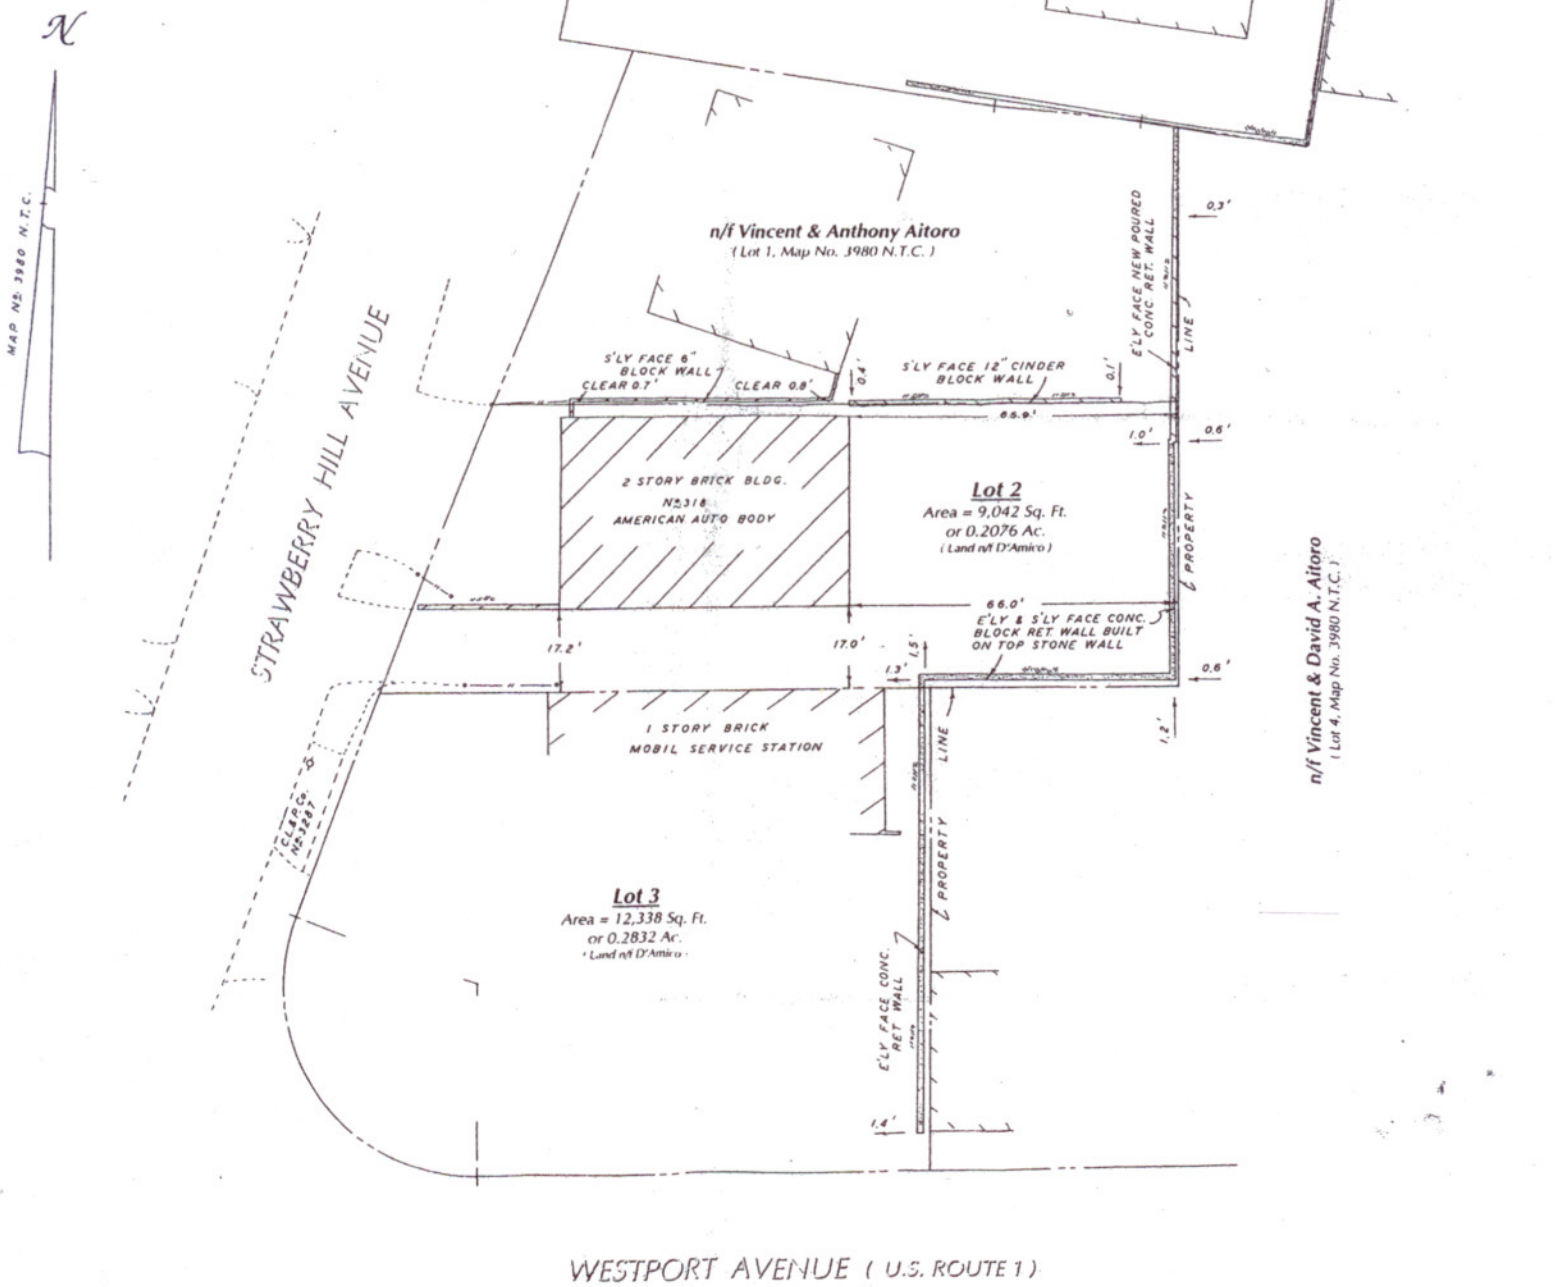 N
MAP Nº 3980 N.T.C.
STRAWBERRY HILL AVENUE
n/f Vincent & Anthony Aitoro
( Lot 1, Map No. 3980 N.T.C. )
0.3'
E'LY FACE NEW POURED
CONC. RET. WALL
LINE
S'LY FACE 6"
BLOCK WALL
CLEAR 0.7'
CLEAR 0.8'
0.4'
S'LY FACE 12" CINDER
BLOCK WALL
0.1'
65.9'
1.0'
0.6'
2 STORY BRICK BLDG.
Nº 318
AMERICAN AUTO BODY
Lot 2
Area = 9,042 Sq. Ft.
or 0.2076 Ac.
( Land n/f D'Amico )
PROPERTY
66.0'
E'LY & S'LY FACE CONC.
BLOCK RET. WALL BUILT
ON TOP STONE WALL
n/f Vincent & David A. Aitoro
( Lot 4, Map No. 3980 N.T.C. )
17.2'
17.0'
1.5'
1.3'
0.6'
1.2'
1 STORY BRICK
MOBIL SERVICE STATION
LINE
PROPERTY
C.L.&P. Co.
Nº 3287
Lot 3
Area = 12,338 Sq. Ft.
or 0.2832 Ac.
( Land n/f D'Amico )
E'LY FACE CONC.
RET WALL
1.4'
WESTPORT AVENUE ( U.S. ROUTE 1 )